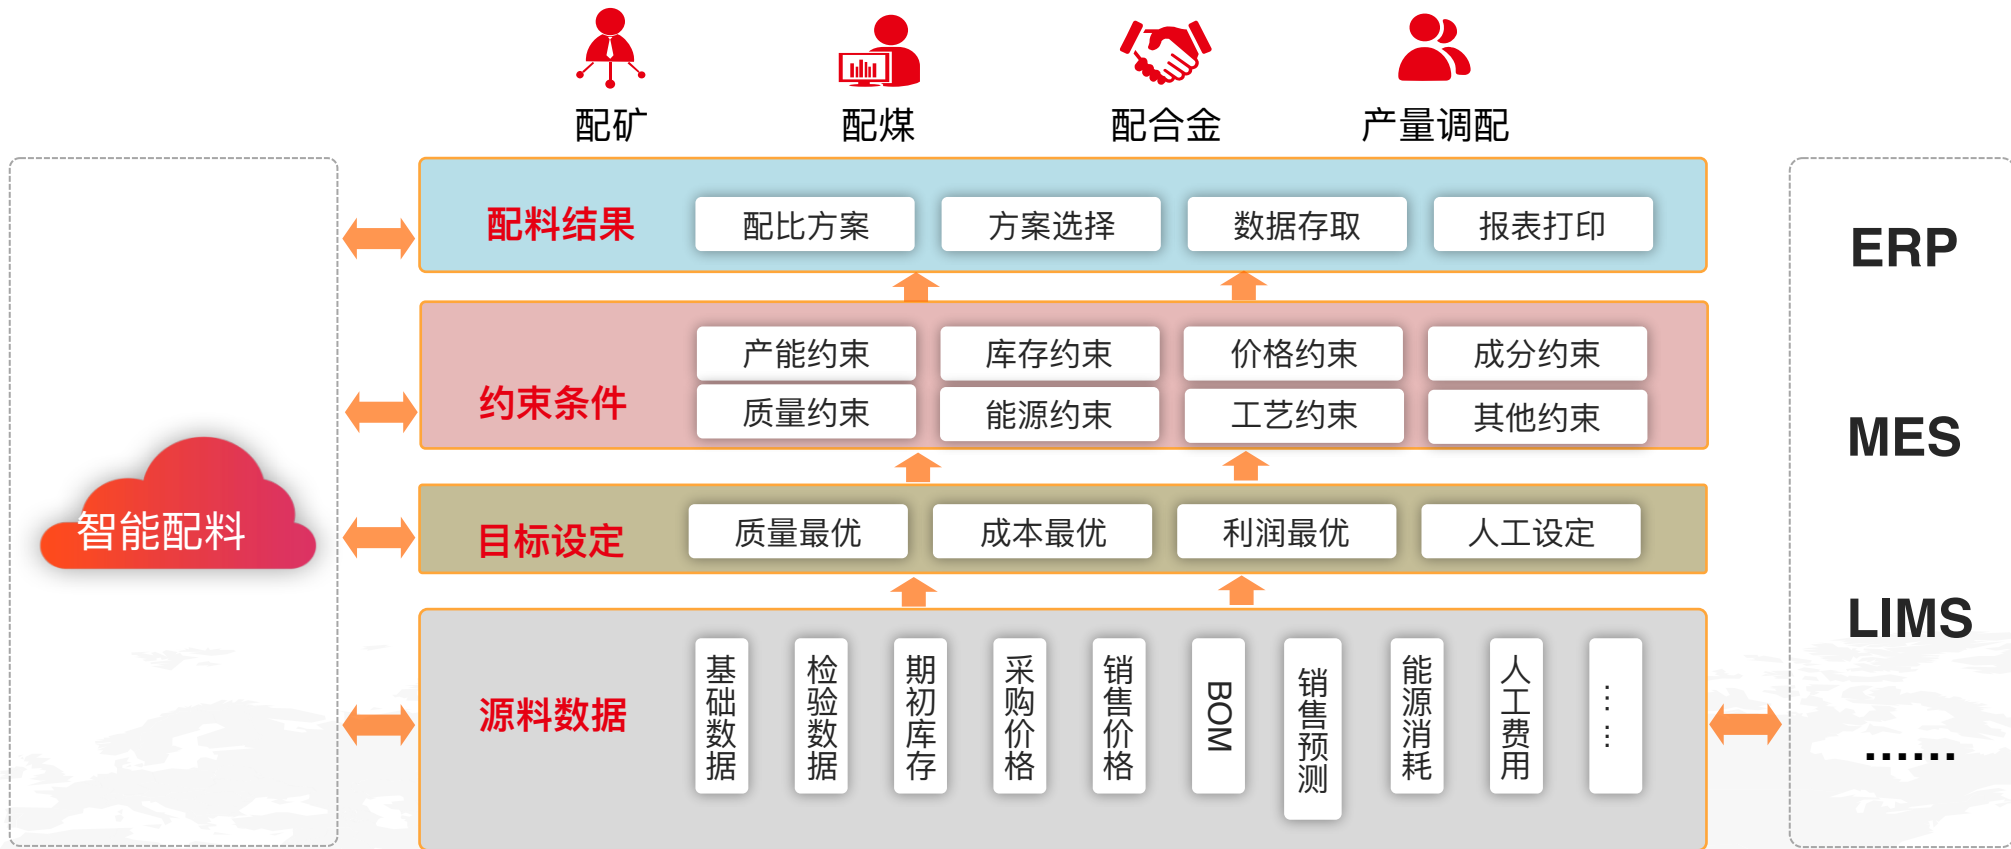 配矿
配煤
配合金
产量调配
配料结果
配比方案
方案选择
数据存取
报表打印
约束条件
产能约束
库存约束
价格约束
成分约束
质量约束
能源约束
工艺约束
其他约束
目标设定
质量最优
成本最优
利润最优
人工设定
源料数据
基础数据
检验数据
期初库存
采购价格
销售价格
BOM
销售预测
能源消耗
人工费用
……
智能配料
ERP
MES
LIMS
……